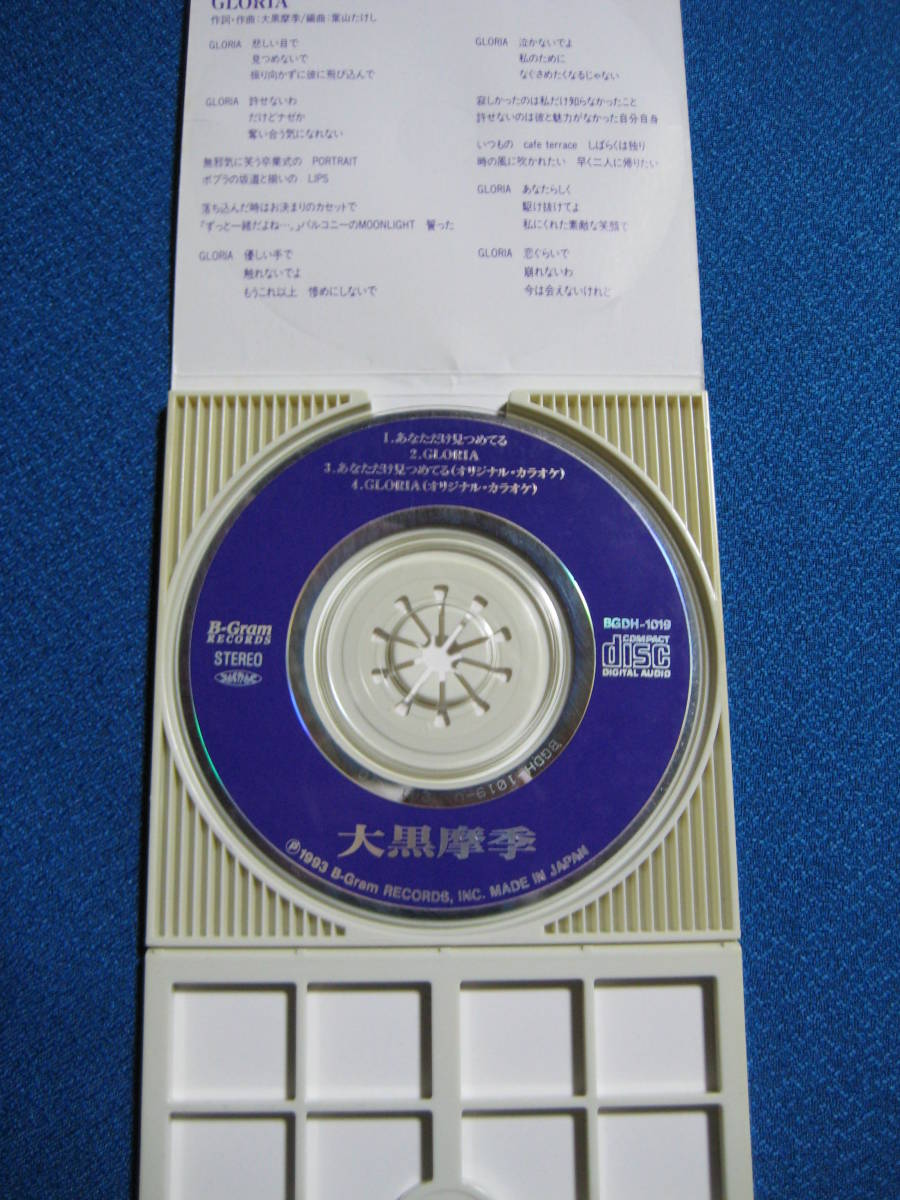 GLORIA
作詞・作曲:大黒摩季/編曲:葉山たけし
GLORIA 悲しい目で
見つめないで
振り向かずに彼に飛び込んで
GLORIA 許せないわ
だけどナゼか
奪い合う気になれない
無邪気に笑う卒業式の PORTRAIT
ポプラの坂道と揃いの LIPS
落ち込んだ時はお決まりのカセットで
「ずっと一緒だよね…。」バルコニーのMOONLIGHT 誓った
GLORIA 優しい手で
触れないでよ
もうこれ以上 惨めにしないで
GLORIA 泣かないでよ
私のために
なぐさめたくなるじゃない
寂しかったのは私だけ知らなかったこと
許せないのは彼と魅力がなかった自分自身
いつもの cafe terrace しばらくは独り
時の風に吹かれたい 早く二人に帰りたい
GLORIA あなたらしく
駆け抜けてよ
私にくれた素敵な笑顔で
GLORIA 恋ぐらいで
崩れないわ
今は会えないけれど
1.あなただけ見つめてる
2.GLORIA
3.あなただけ見つめてる(オリジナル・カラオケ)
4.GLORIA(オリジナル・カラオケ)
B-Gram
RECORDS
STEREO
BGDH-1019
COMPACT
disc
DIGITAL AUDIO
BGDH-1019
大黒摩季
Ⓟ1993 B-Gram RECORDS, INC. MADE IN JAPAN